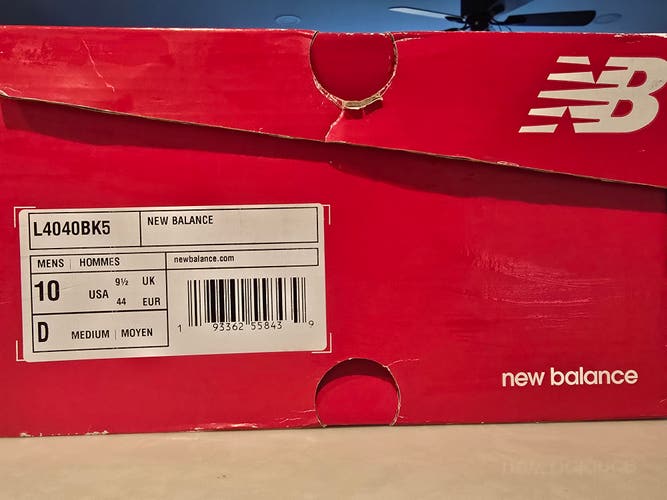 NB
L4040BK5
NEW BALANCE
MENS | HOMMES
newbalance.com
10 USA 9½ UK
44 EUR
D MEDIUM | MOYEN
1 93362 55843 9
new balance